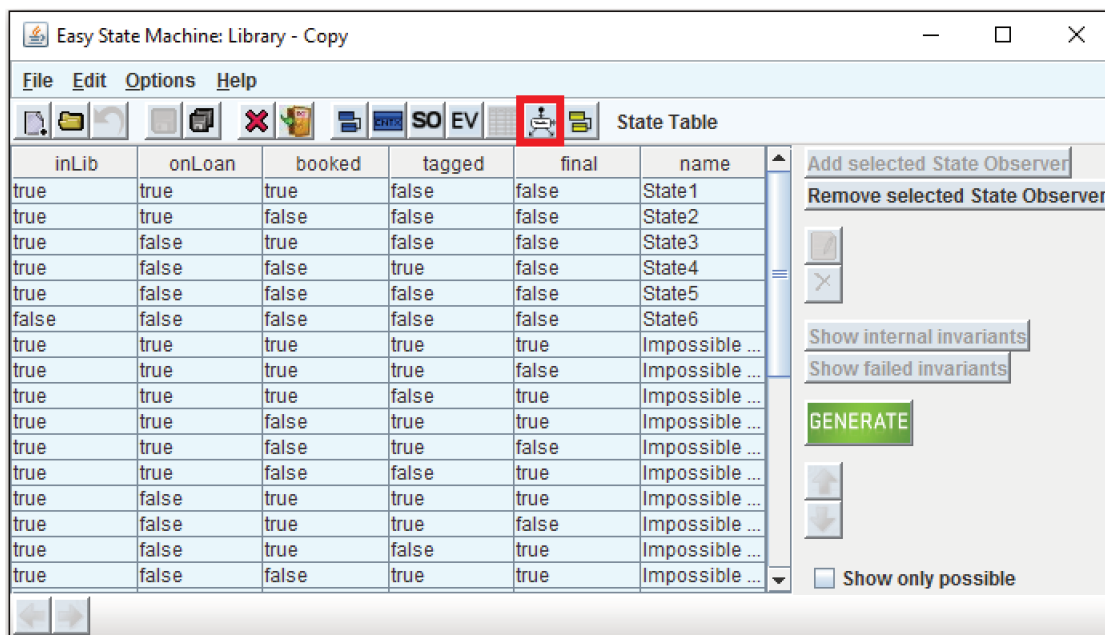 Easy State Machine: Library - Copy
File Edit Options Help
CNTR SO EV State Table
inLib onLoan booked tagged final name
true true true false false State1
true true false false false State2
true false true false false State3
true false false true false State4
true false false false false State5
false false false false false State6
true true true true true Impossible ...
true true true true false Impossible ...
true true true false true Impossible ...
true true false true true Impossible ...
true true false true false Impossible ...
true true false false true Impossible ...
true false true true true Impossible ...
true false true true false Impossible ...
true false true false true Impossible ...
true false false true true Impossible ...
Add selected State Observer
Remove selected State Observer
Show internal invariants
Show failed invariants
GENERATE
Show only possible